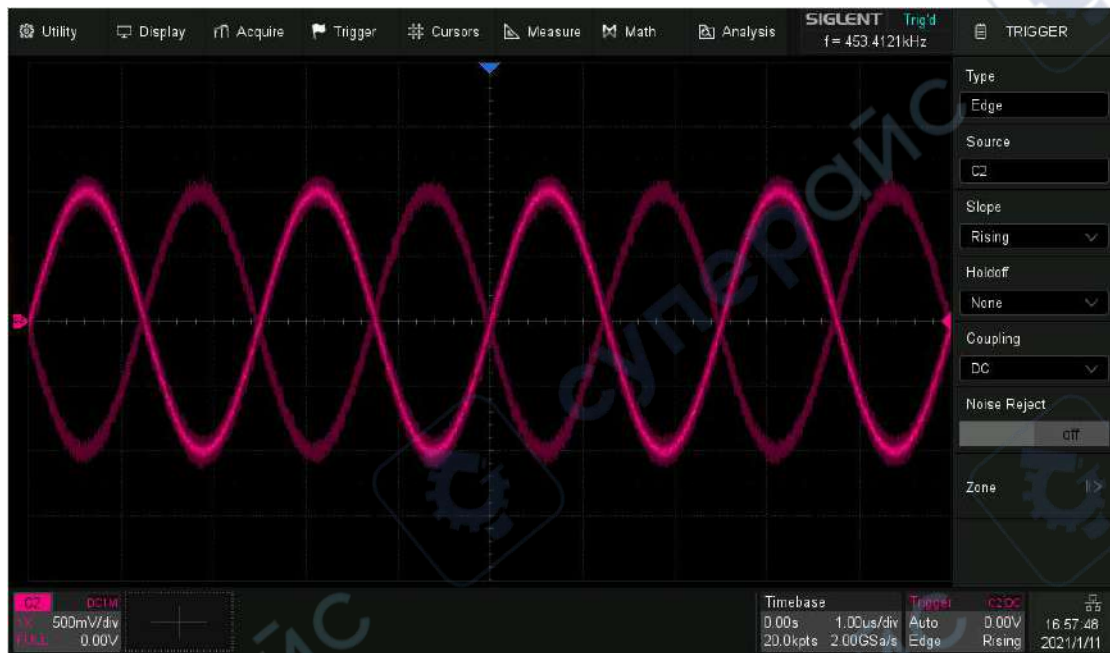 Utility Display Acquire Trigger Cursors Measure Math Analysis
SIGLENT Trig'd
f = 453.4121kHz
TRIGGER
Type
Edge
Source
C2
Slope
Rising
Holdoff
None
Coupling
DC
Noise Reject
off
Zone
C2 DC1M
1X 500mV/div
FULL 0.00V
Timebase
0.00s 1.00us/div
20.0kpts 2.00GSa/s
Trigger C2 DC
Auto 0.00V
Edge Rising
16:57:48
2021/1/11
суперайс